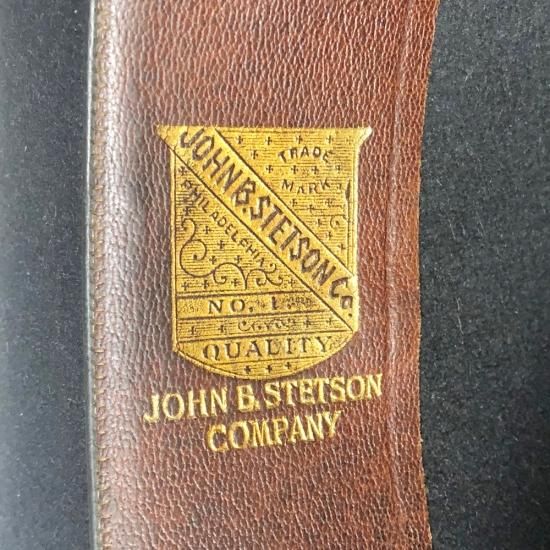 TRADE
MARK
JOHN B. STETSON Co.
PHILADELPHIA
NO. 1
QUALITY
JOHN B. STETSON
COMPANY